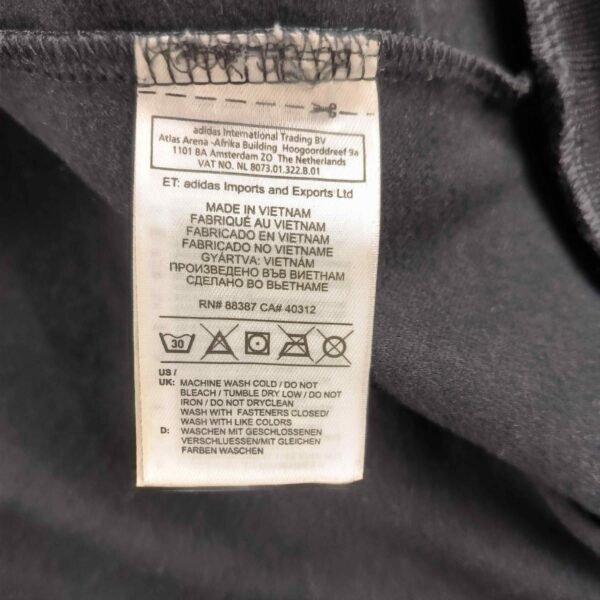 adidas International Trading BV
Atlas Arena -Afrika Building Hoogoorddreef 9a
1101 BA Amsterdam ZO The Netherlands
VAT NO. NL 8073.01.322.B.01
ET: adidas Imports and Exports Ltd
MADE IN VIETNAM
FABRIQUÉ AU VIETNAM
FABRICADO EN VIETNAM
FABRICADO NO VIETNAME
GYÁRTVA: VIETNÁM
ПРОИЗВЕДЕНО ВЪВ ВИЕТНАМ
СДЕЛАНО ВО ВЬЕТНАМЕ
RN# 88387 CA# 40312
30
US /
UK: MACHINE WASH COLD / DO NOT
BLEACH / TUMBLE DRY LOW / DO NOT
IRON / DO NOT DRYCLEAN
WASH WITH FASTENERS CLOSED/
WASH WITH LIKE COLORS
D: WASCHEN MIT GESCHLOSSENEN
VERSCHLUESSEN/MIT GLEICHEN
FARBEN WASCHEN